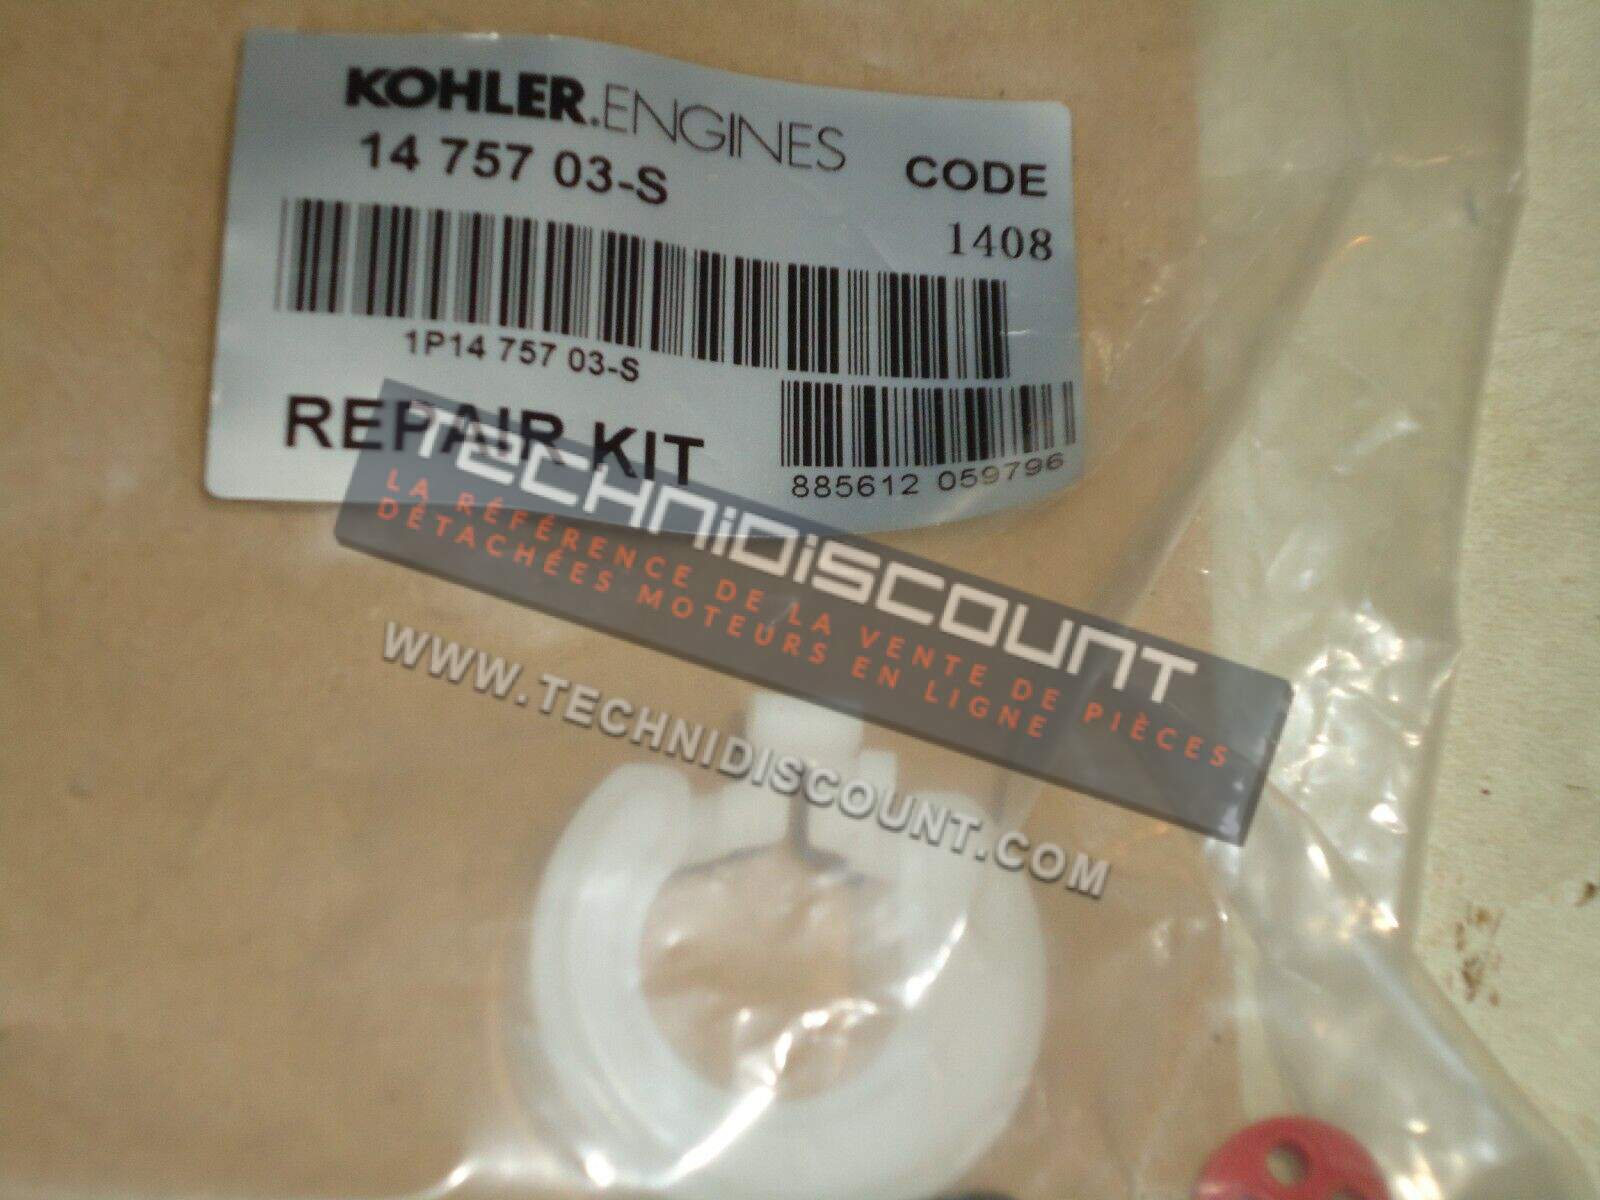 KOHLER.ENGINES
14 757 03-S
CODE
1408
1P14 757 03-S
REPAIR KIT
885612 059796
TECHNIDISCOUNT
LA RÉFÉRENCE DE LA VENTE DE PIÈCES
DÉTACHÉES MOTEURS EN LIGNE
WWW.TECHNIDISCOUNT.COM